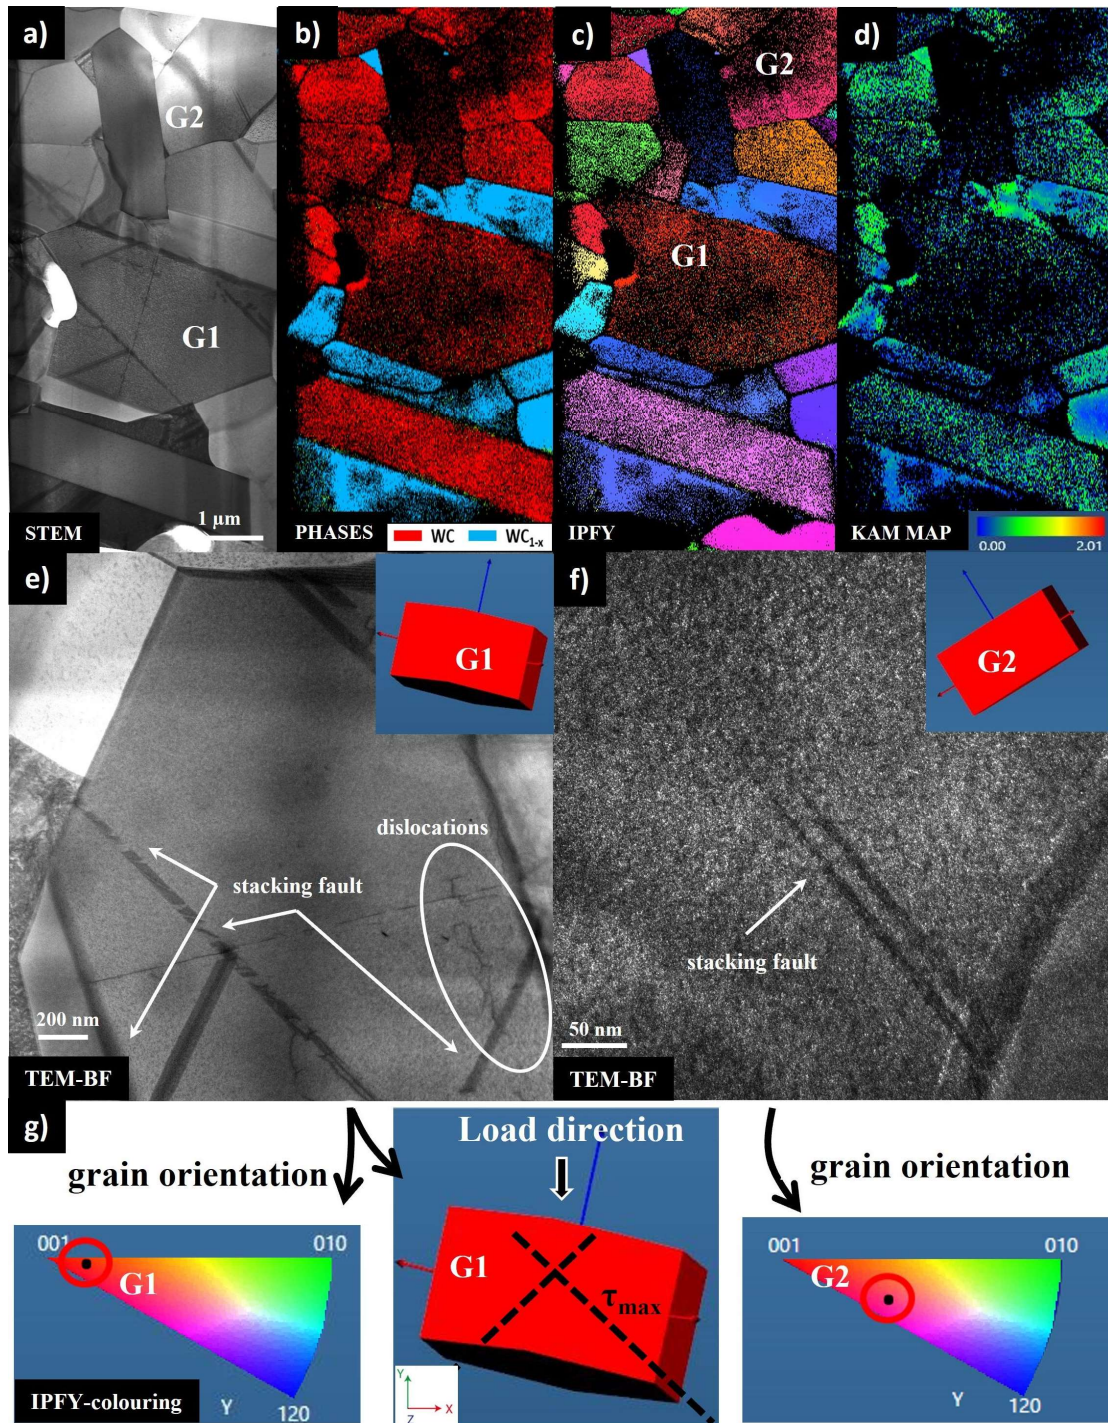 a)
G2
G1
1 µm
STEM
b)
PHASES
WC
WC1-x
c)
G2
G1
IPFY
d)
KAM MAP
0.00
2.01
e)
G1
dislocations
stacking fault
200 nm
TEM-BF
f)
G2
stacking fault
50 nm
TEM-BF
g)
grain orientation
001
010
G1
Y
120
IPFY-colouring
Load direction
G1
τmax
Y
X
Z
grain orientation
001
010
G2
Y
120